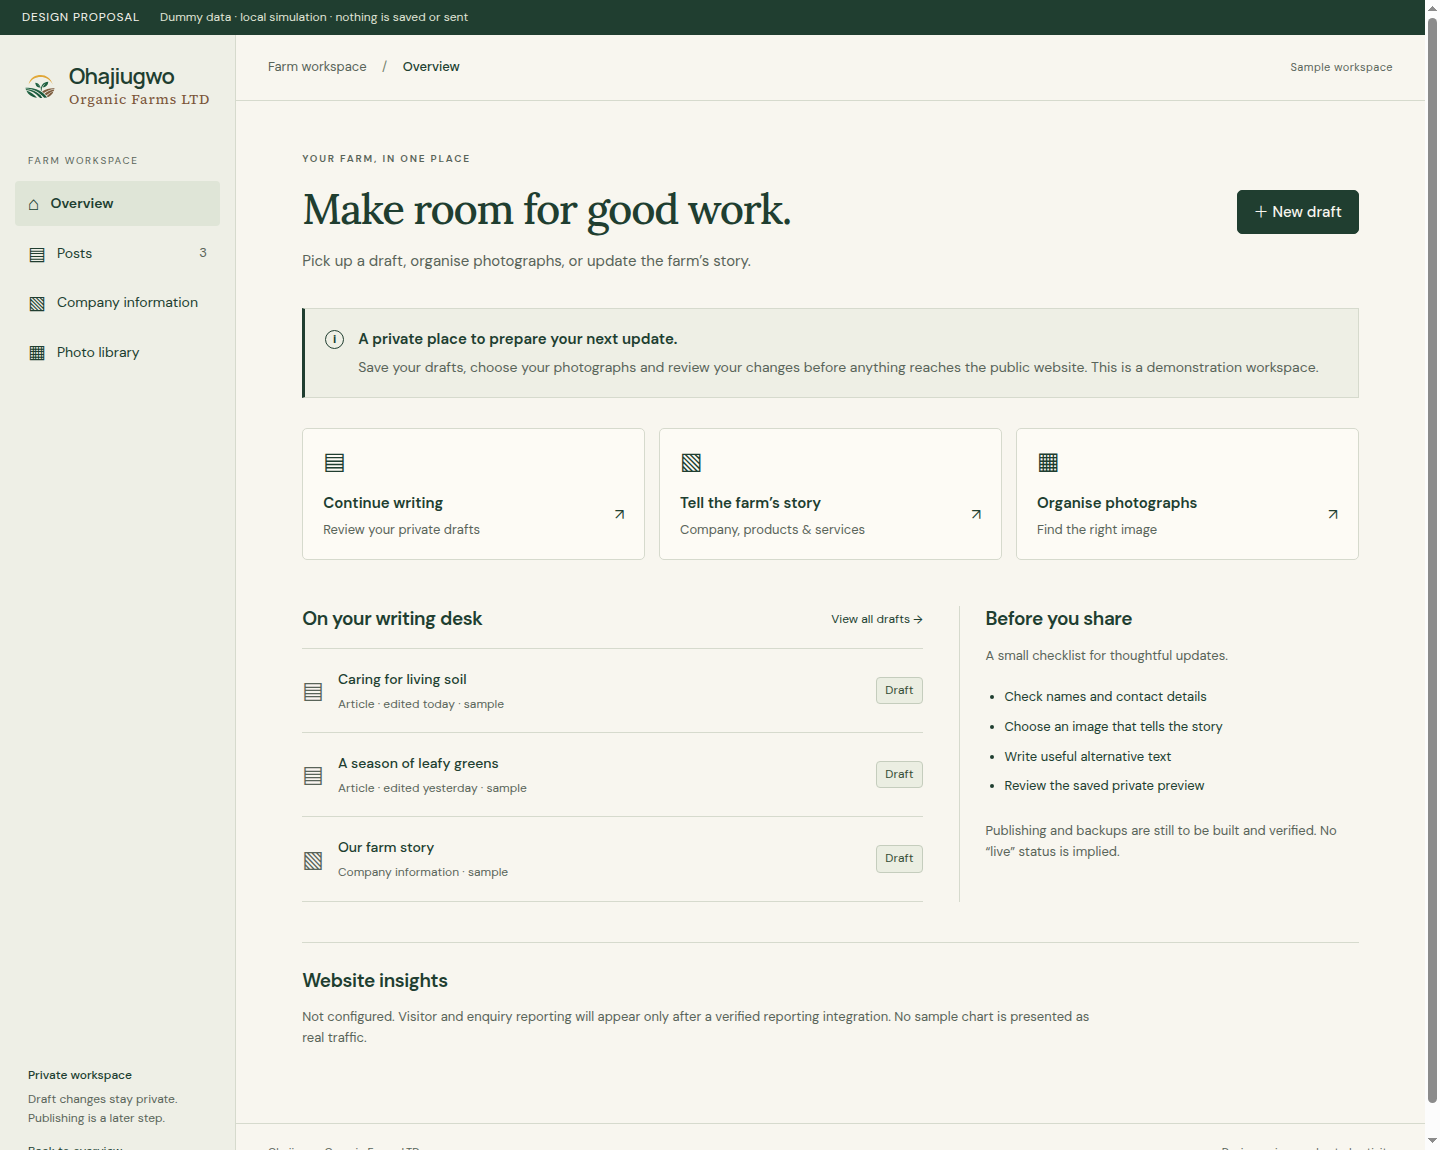 DESIGN PROPOSAL Dummy data · local simulation · nothing is saved or sent
Ohajiugwo
Organic Farms LTD
Farm workspace / Overview
Sample workspace
FARM WORKSPACE
Overview
Posts 3
Company information
Photo library
YOUR FARM, IN ONE PLACE
Make room for good work.
+ New draft
Pick up a draft, organise photographs, or update the farm’s story.
A private place to prepare your next update.
Save your drafts, choose your photographs and review your changes before anything reaches the public website. This is a demonstration workspace.
Continue writing
Review your private drafts
Tell the farm’s story
Company, products & services
Organise photographs
Find the right image
On your writing desk
View all drafts →
Caring for living soil
Article · edited today · sample
Draft
A season of leafy greens
Article · edited yesterday · sample
Draft
Our farm story
Company information · sample
Draft
Before you share
A small checklist for thoughtful updates.
• Check names and contact details
• Choose an image that tells the story
• Write useful alternative text
• Review the saved private preview
Publishing and backups are still to be built and verified. No
“live” status is implied.
Website insights
Not configured. Visitor and enquiry reporting will appear only after a verified reporting integration. No sample chart is presented as
real traffic.
Private workspace
Draft changes stay private.
Publishing is a later step.